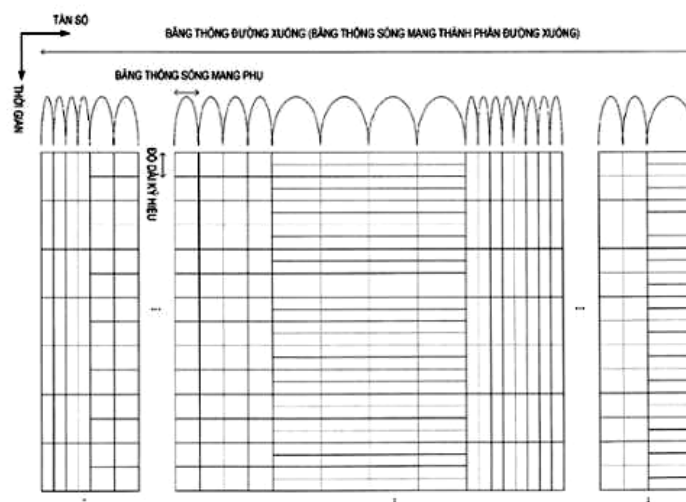 TẦN SỐ
BĂNG THÔNG ĐƯỜNG XUỐNG (BĂNG THÔNG SÓNG MANG THÀNH PHẦN ĐƯỜNG XUỐNG)
THỜI GIAN
BĂNG THÔNG SÓNG MANG PHỤ
ĐỘ DÀI KÝ HIỆU